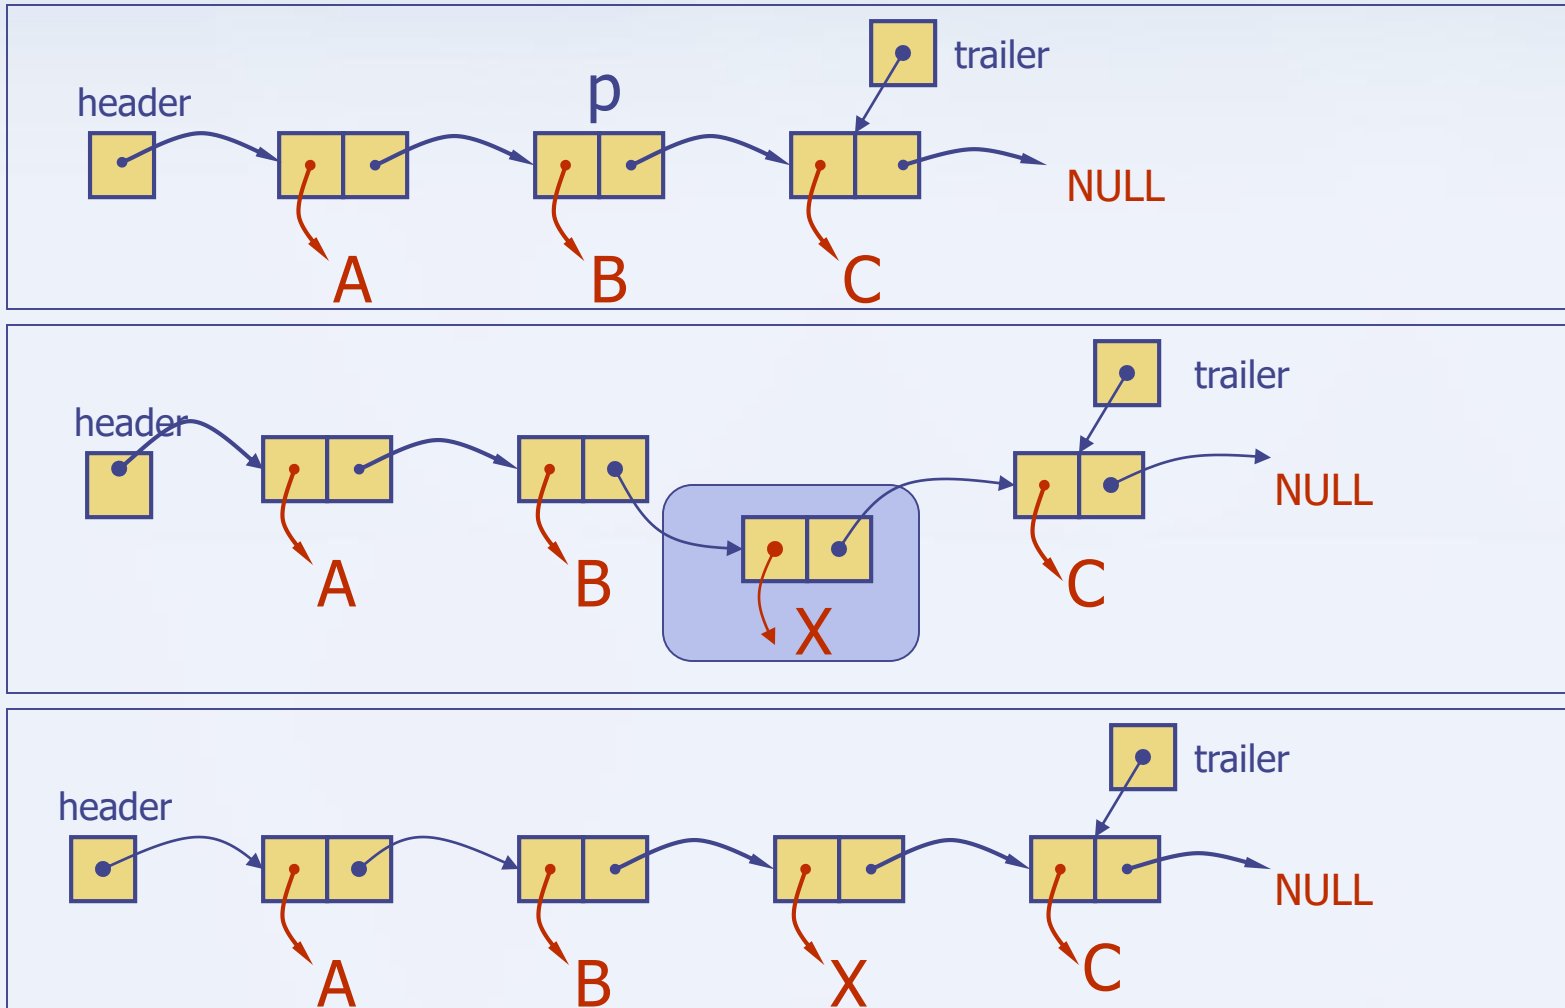 trailer
p
header
NULL
A B C
trailer
header
NULL
A B C
X
trailer
header
NULL
A B X C